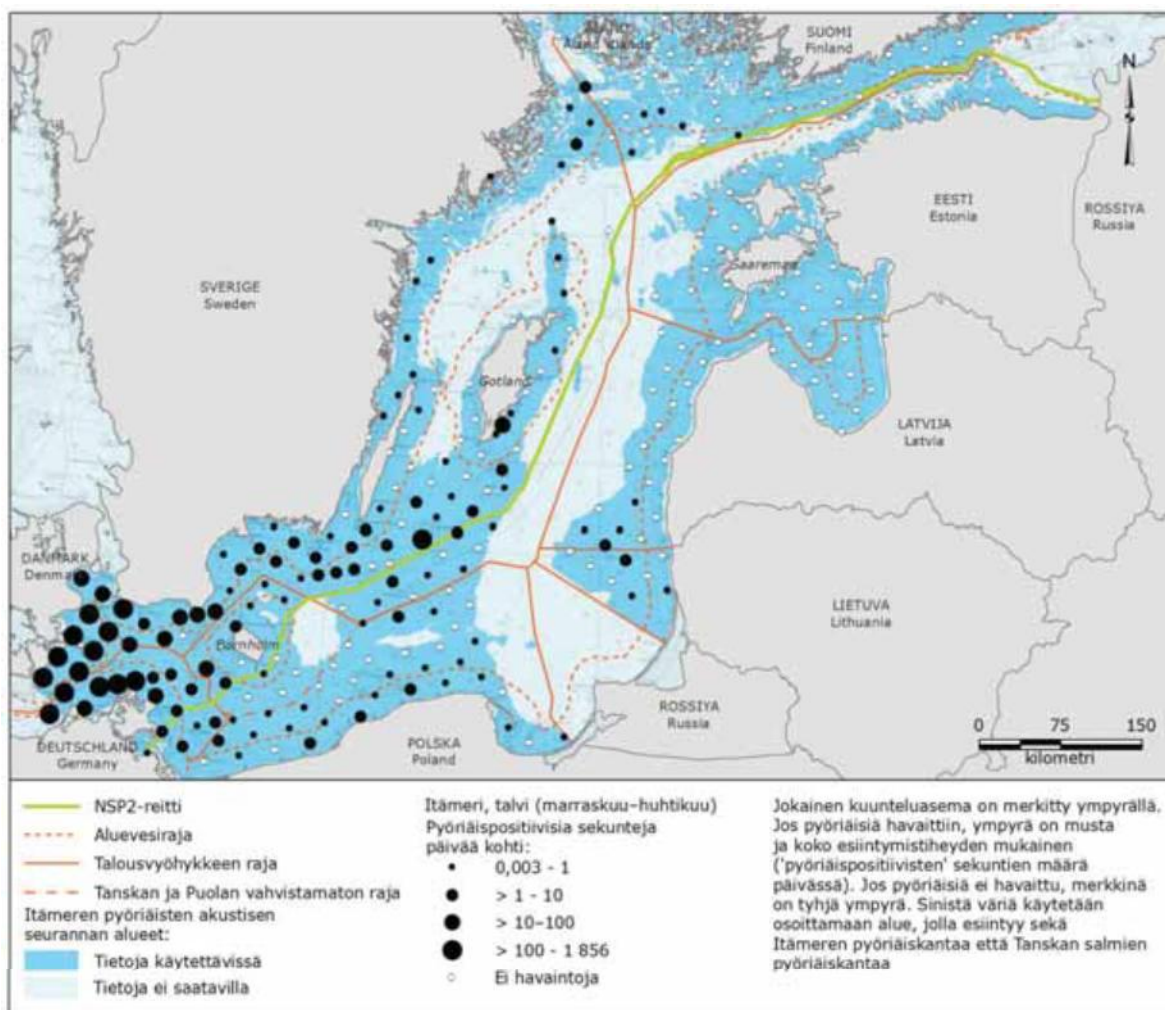 Åland Islands
SUOMI
Finland
N
S
EESTI
Estonia
ROSSIYA
Russia
SVERIGE
Sweden
Saaremaa
Gotland
LATVIJA
Latvia
DANMARK
Denmark
LIETUVA
Lithuania
Bornholm
ROSSIYA
Russia
DEUTSCHLAND
Germany
POLSKA
Poland
0 75 150
kilometri
NSP2-reitti
Aluevesiraja
Talousvyöhykkeen raja
Tanskan ja Puolan vahvistamaton raja
Itämeren pyöriäisten akustisen
seurannan alueet:
Tietoja käytettävissä
Tietoja ei saatavilla
Itämeri, talvi (marraskuu–huhtikuu)
Pyöriäispositiivisia sekunteja
päivää kohti:
0,003 - 1
> 1 - 10
> 10–100
> 100 - 1 856
Ei havaintoja
Jokainen kuunteluasema on merkitty ympyrällä.
Jos pyöriäisiä havaittiin, ympyrä on musta
ja koko esiintymistiheyden mukainen
('pyöriäispositiivisten' sekuntien määrä
päivässä). Jos pyöriäisiä ei havaittu, merkkinä
on tyhjä ympyrä. Sinistä väriä käytetään
osoittamaan alue, jolla esiintyy sekä
Itämeren pyöriäiskantaa että Tanskan salmien
pyöriäiskantaa